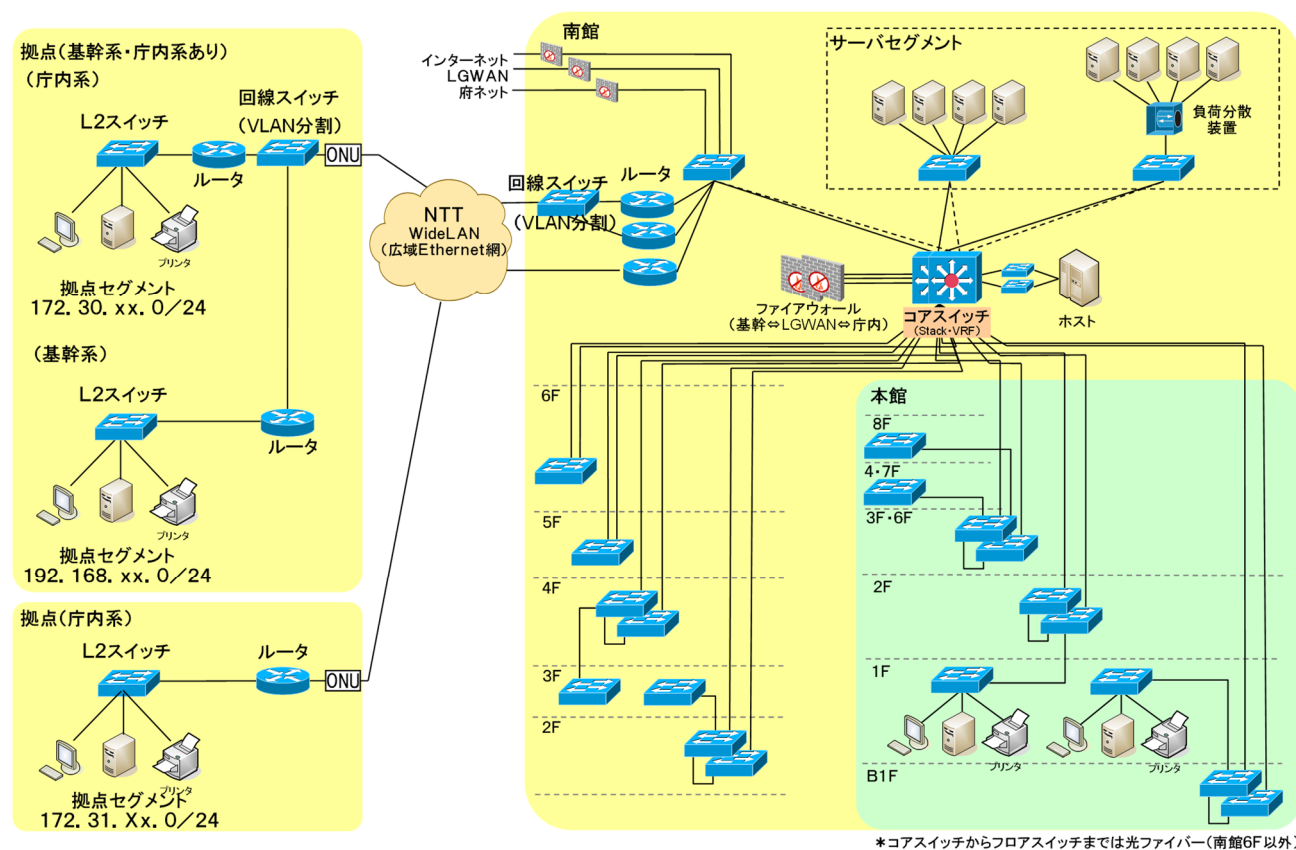 拠点(基幹系・庁内系あり)
(庁内系)
L2スイッチ
回線スイッチ
(VLAN分割)
ONU
ルータ
プリンタ
拠点セグメント
172．30．xx．0／24
(基幹系)
L2スイッチ
ルータ
プリンタ
拠点セグメント
192．168．xx．0／24
拠点(庁内系)
L2スイッチ
ルータ
ONU
プリンタ
拠点セグメント
172．31．Xx．0／24
NTT
WideLAN
(広域Ethernet網)
南館
インターネット
LGWAN
府ネット
回線スイッチ
(VLAN分割)
ルータ
サーバセグメント
負荷分散
装置
ファイアウォール
(基幹⇔LGWAN⇔庁内)
コアスイッチ
(Stack・VRF)
ホスト
6F
5F
4F
3F
2F
本館
8F
4・7F
3F・6F
2F
1F
プリンタ
プリンタ
B1F
＊コアスイッチからフロアスイッチまでは光ファイバー(南館6F以外)